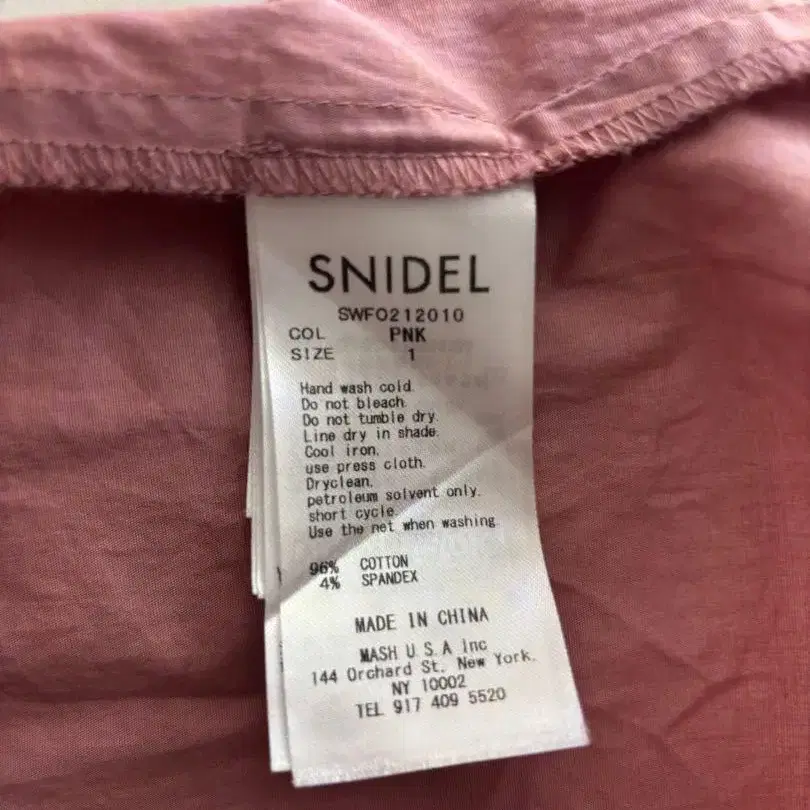 SNIDEL
SWFO212010
COL PNK
SIZE 1
Hand wash cold.
Do not bleach.
Do not tumble dry.
Line dry in shade.
Cool iron.
use press cloth.
Dryclean.
petroleum solvent only.
short cycle.
Use the net when washing.
96% COTTON
4% SPANDEX
MADE IN CHINA
MASH U.S.A Inc
144 Orchard St. New York.
NY 10002
TEL 917 409 5520